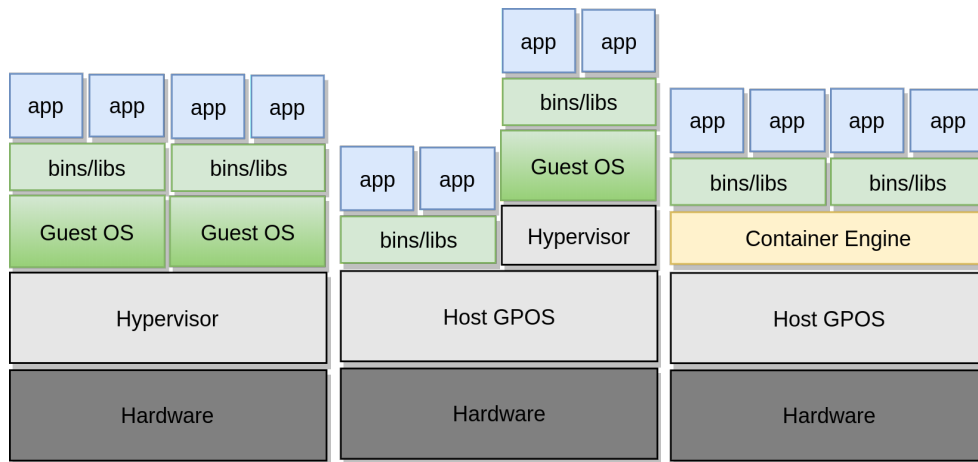 app app app app
bins/libs bins/libs
Guest OS Guest OS
Hypervisor
Hardware
app app
bins/libs
Guest OS
app app
bins/libs
Hypervisor
Host GPOS
Hardware
app app app app
bins/libs bins/libs
Container Engine
Host GPOS
Hardware